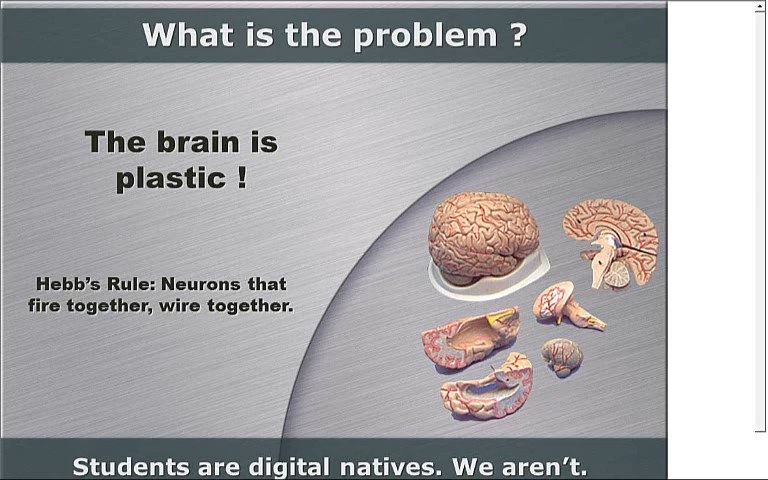 What is the problem ?
The brain is
plastic !
Hebb's Rule: Neurons that
fire together, wire together.
Students are digital natives. We aren't.